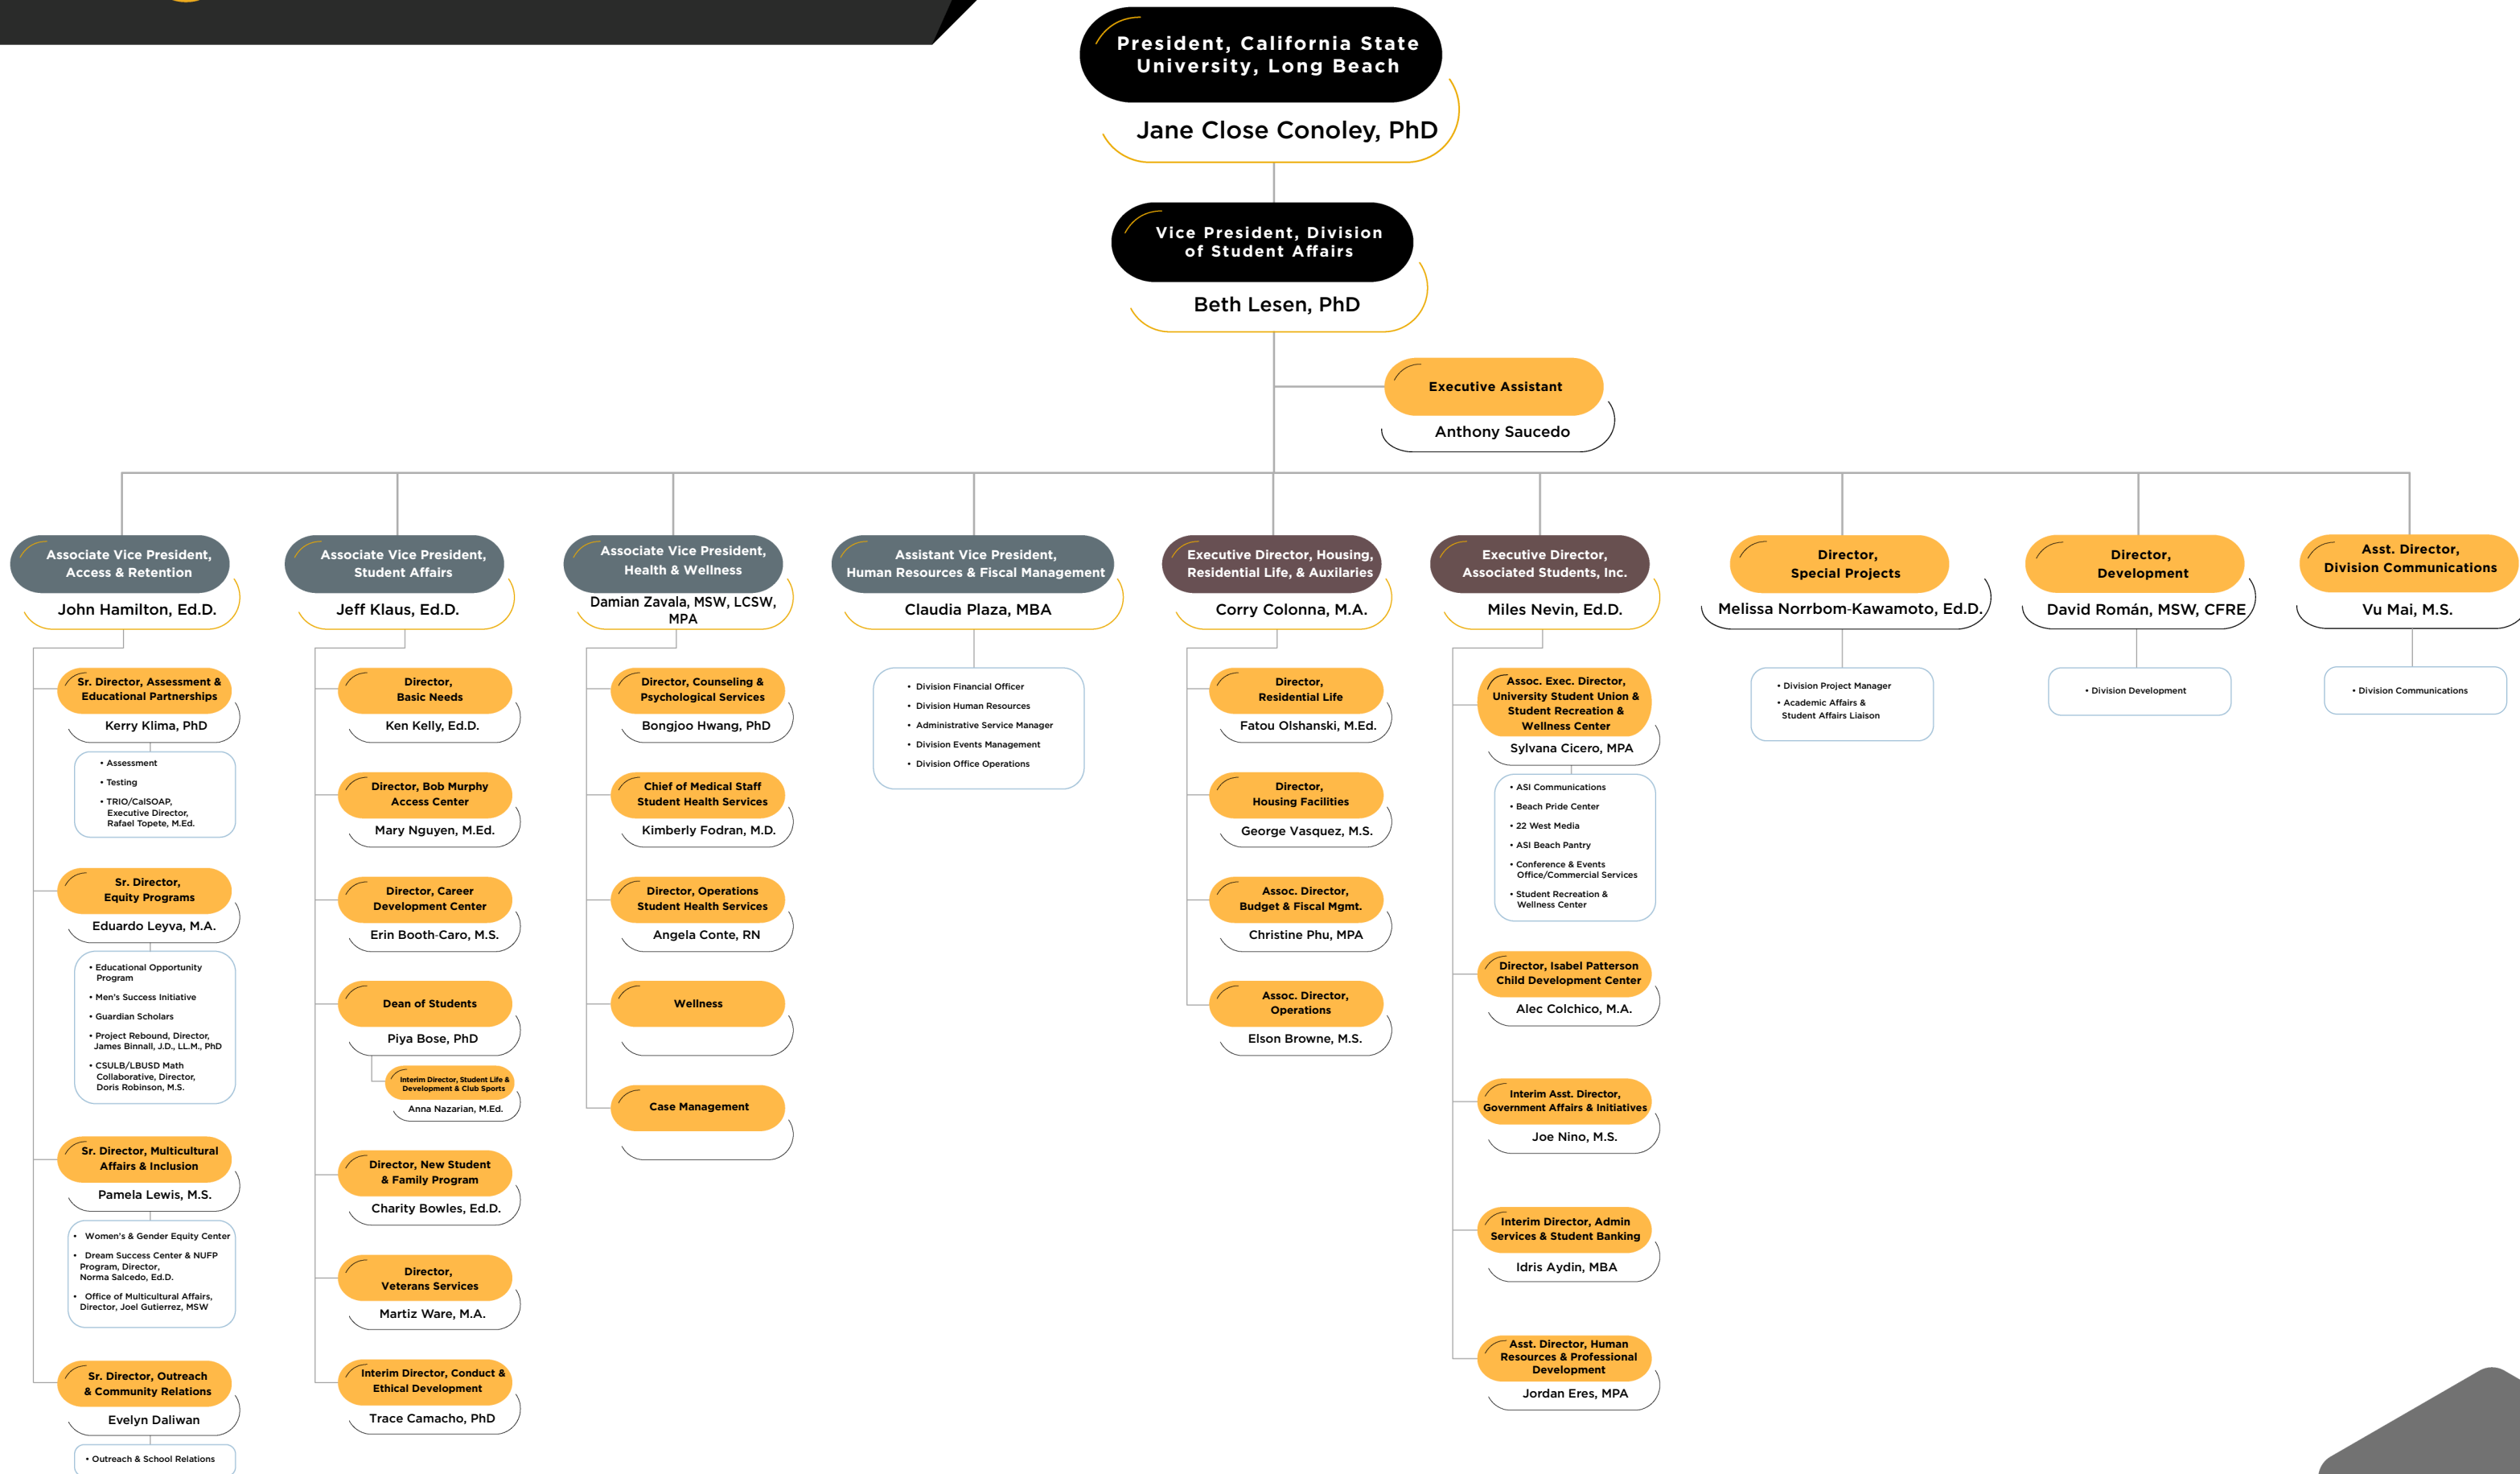 President, California State
University, Long Beach
Jane Close Conoley, PhD
Vice President, Division
of Student Affairs
Beth Lesen, PhD
Executive Assistant
Anthony Saucedo
Associate Vice President,
Access & Retention
John Hamilton, Ed.D.
Sr. Director, Assessment &
Educational Partnerships
Kerry Klima, PhD
• Assessment
• Testing
• TRIO/CalSOAP,
Executive Director,
Rafael Topete, M.Ed.
Sr. Director,
Equity Programs
Eduardo Leyva, M.A.
• Educational Opportunity
Program
• Men's Success Initiative
• Guardian Scholars
• Project Rebound, Director,
James Binnall, J.D., LL.M., PhD
• CSULB/LBUSD Math
Collaborative, Director,
Doris Robinson, M.S.
Sr. Director, Multicultural
Affairs & Inclusion
Pamela Lewis, M.S.
• Women's & Gender Equity Center
• Dream Success Center & NUFP
Program, Director,
Norma Salcedo, Ed.D.
• Office of Multicultural Affairs,
Director, Joel Gutierrez, MSW
Sr. Director, Outreach
& Community Relations
Evelyn Daliwan
• Outreach & School Relations
Associate Vice President,
Student Affairs
Jeff Klaus, Ed.D.
Director,
Basic Needs
Ken Kelly, Ed.D.
Director, Bob Murphy
Access Center
Mary Nguyen, M.Ed.
Director, Career
Development Center
Erin Booth-Caro, M.S.
Dean of Students
Piya Bose, PhD
Interim Director, Student Life &
Development & Club Sports
Anna Nazarian, M.Ed.
Director, New Student
& Family Program
Charity Bowles, Ed.D.
Director,
Veterans Services
Martiz Ware, M.A.
Interim Director, Conduct &
Ethical Development
Trace Camacho, PhD
Associate Vice President,
Health & Wellness
Damian Zavala, MSW, LCSW,
MPA
Director, Counseling &
Psychological Services
Bongjoo Hwang, PhD
Chief of Medical Staff
Student Health Services
Kimberly Fodran, M.D.
Director, Operations
Student Health Services
Angela Conte, RN
Wellness
Case Management
Assistant Vice President,
Human Resources & Fiscal Management
Claudia Plaza, MBA
• Division Financial Officer
• Division Human Resources
• Administrative Service Manager
• Division Events Management
• Division Office Operations
Executive Director, Housing,
Residential Life, & Auxilaries
Corry Colonna, M.A.
Director,
Residential Life
Fatou Olshanski, M.Ed.
Director,
Housing Facilities
George Vasquez, M.S.
Assoc. Director,
Budget & Fiscal Mgmt.
Christine Phu, MPA
Assoc. Director,
Operations
Elson Browne, M.S.
Executive Director,
Associated Students, Inc.
Miles Nevin, Ed.D.
Assoc. Exec. Director,
University Student Union &
Student Recreation &
Wellness Center
Sylvana Cicero, MPA
• ASI Communications
• Beach Pride Center
• 22 West Media
• ASI Beach Pantry
• Conference & Events
Office/Commercial Services
• Student Recreation &
Wellness Center
Director, Isabel Patterson
Child Development Center
Alec Colchico, M.A.
Interim Asst. Director,
Government Affairs & Initiatives
Joe Nino, M.S.
Interim Director, Admin
Services & Student Banking
Idris Aydin, MBA
Asst. Director, Human
Resources & Professional
Development
Jordan Eres, MPA
Director,
Special Projects
Melissa Norrbom-Kawamoto, Ed.D.
• Division Project Manager
• Academic Affairs &
Student Affairs Liaison
Director,
Development
David Román, MSW, CFRE
• Division Development
Asst. Director,
Division Communications
Vu Mai, M.S.
• Division Communications